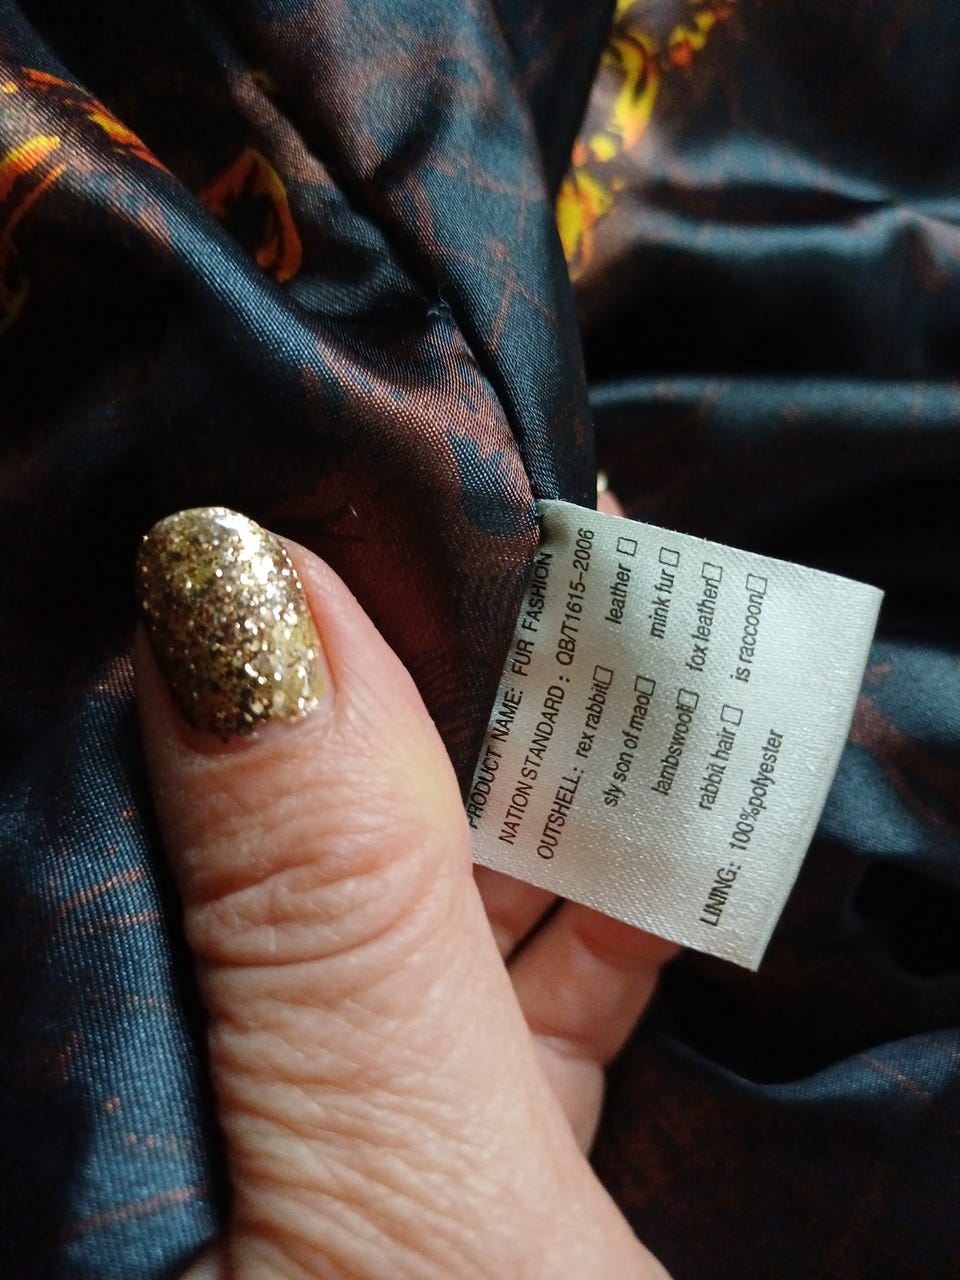 PRODUCT NAME: FUR FASHION
NATION STANDARD: QB/T1615-2006
OUTSHELL: rex rabbit□ leather □
sly son of mao□ mink fur □
lambswool□ fox leather□
rabbit hair □ is raccoon□
LINING: 100%polyester